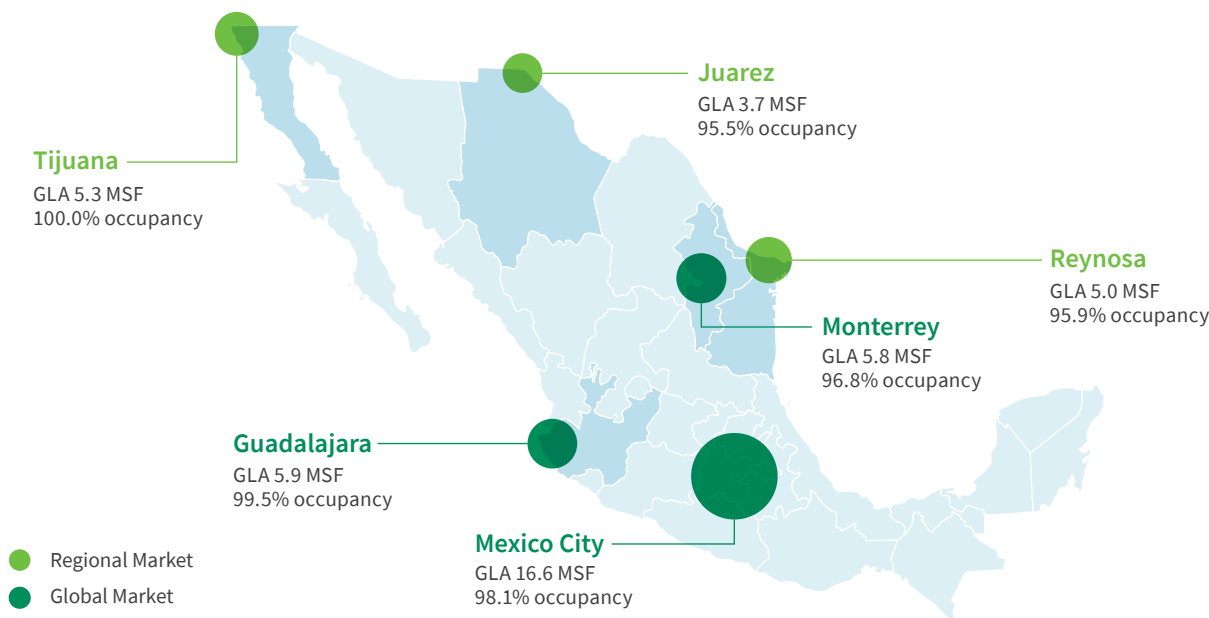 Juarez
GLA 3.7 MSF
95.5% occupancy
Tijuana
GLA 5.3 MSF
100.0% occupancy
Reynosa
GLA 5.0 MSF
95.9% occupancy
Monterrey
GLA 5.8 MSF
96.8% occupancy
Guadalajara
GLA 5.9 MSF
99.5% occupancy
Mexico City
GLA 16.6 MSF
98.1% occupancy
Regional Market
Global Market